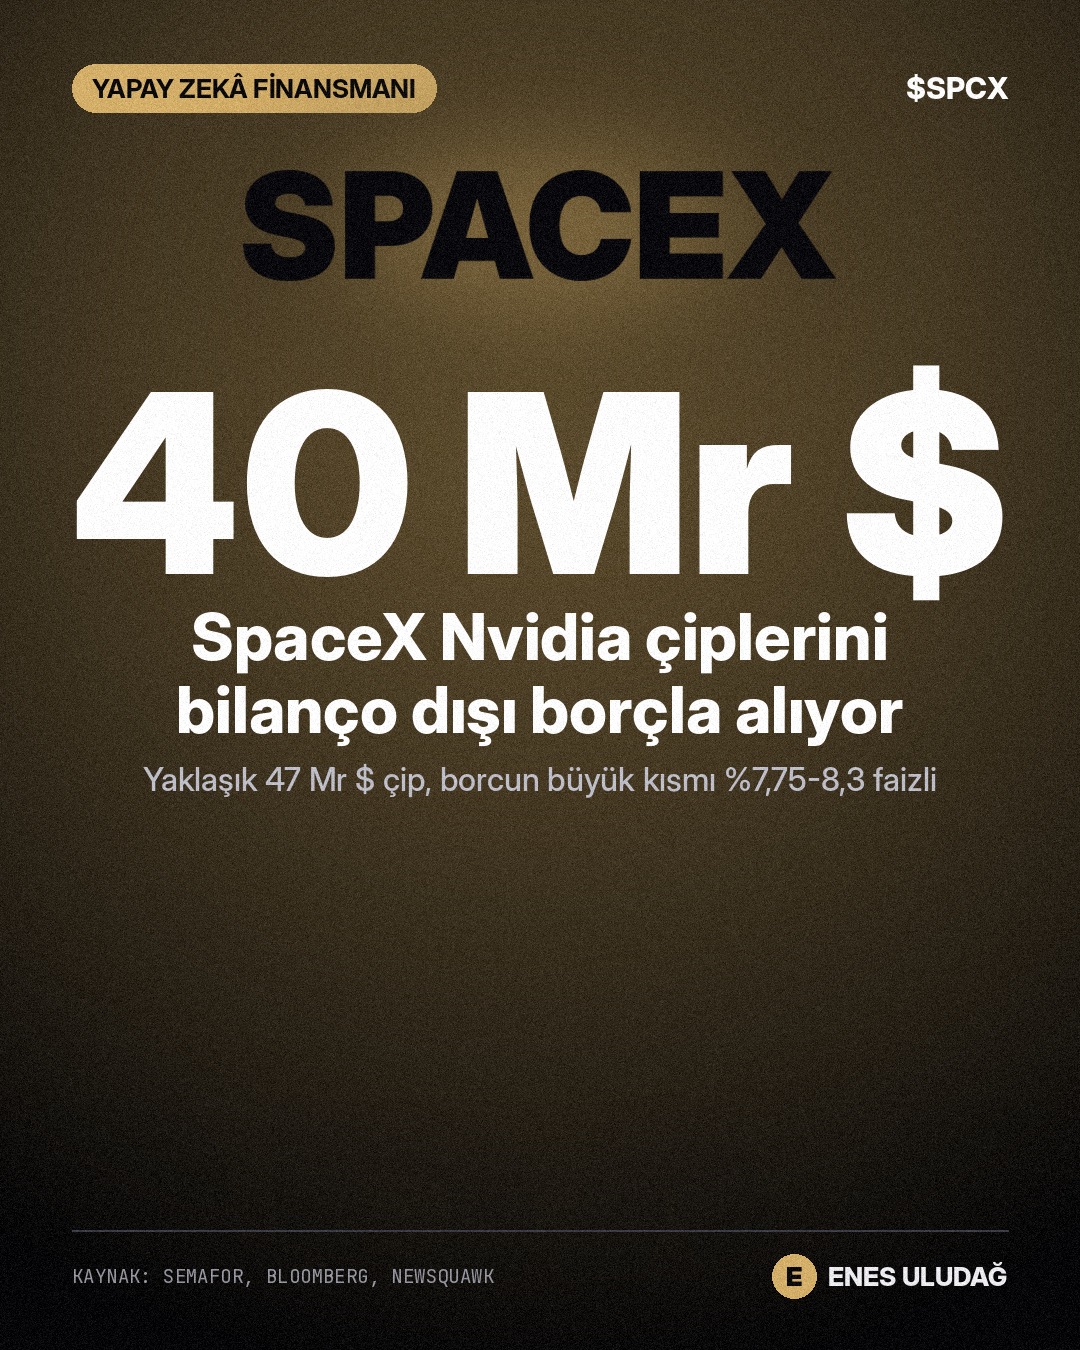 YAPAY ZEKÂ FİNANSMANI
$SPCX
SPACEX
40 Mr $
SpaceX Nvidia çiplerini
bilanço dışı borçla alıyor
Yaklaşık 47 Mr $ çip, borcun büyük kısmı %7,75-8,3 faizli
KAYNAK: SEMAFOR, BLOOMBERG, NEWSQUAWK
E ENES ULUDAĞ